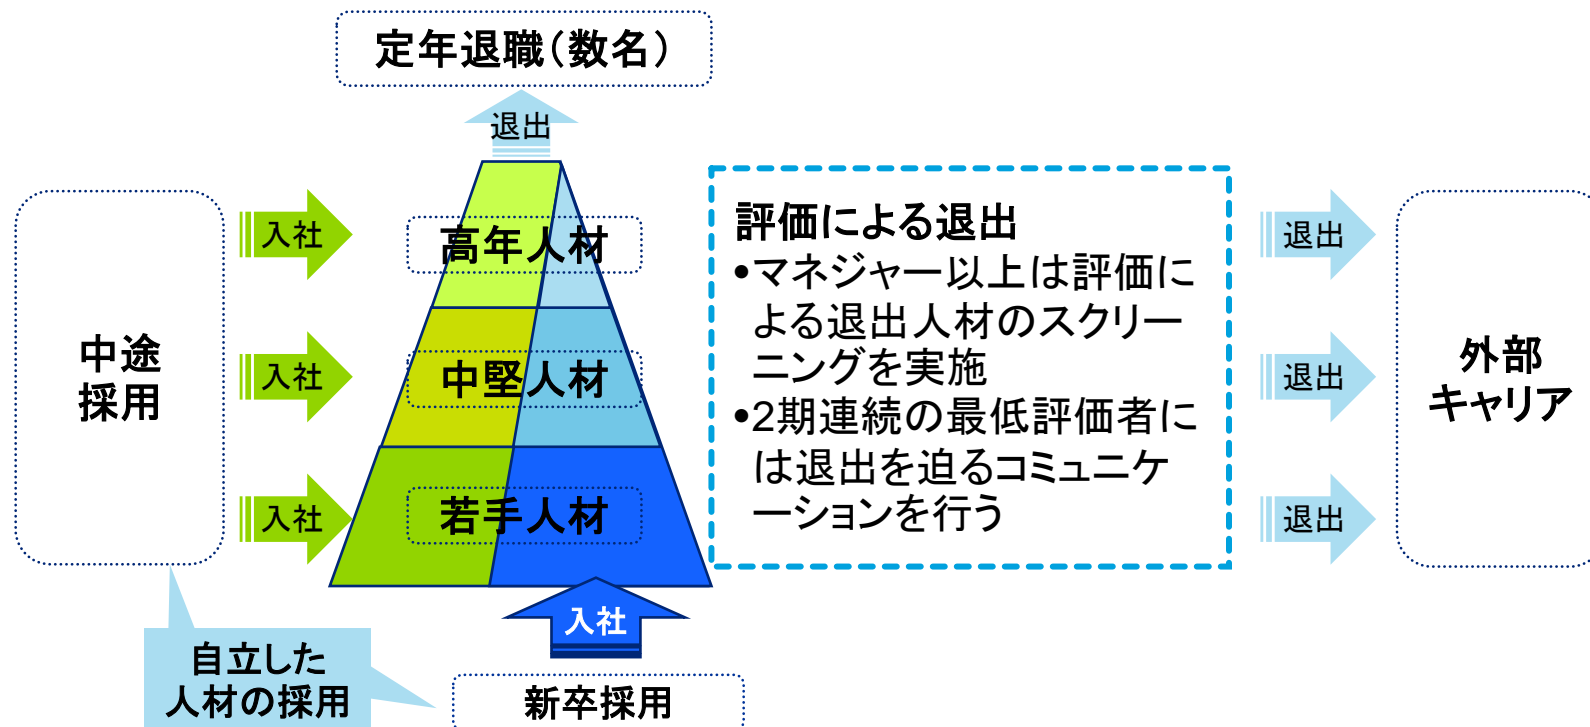 定年退職(数名)
退出
中途
採用
入社
入社
入社
高年人材
中堅人材
若手人材
評価による退出
•マネジャー以上は評価に
よる退出人材のスクリー
ニングを実施
•2期連続の最低評価者に
は退出を迫るコミュニケ
ーションを行う
退出
退出
退出
外部
キャリア
入社
自立した
人材の採用
新卒採用